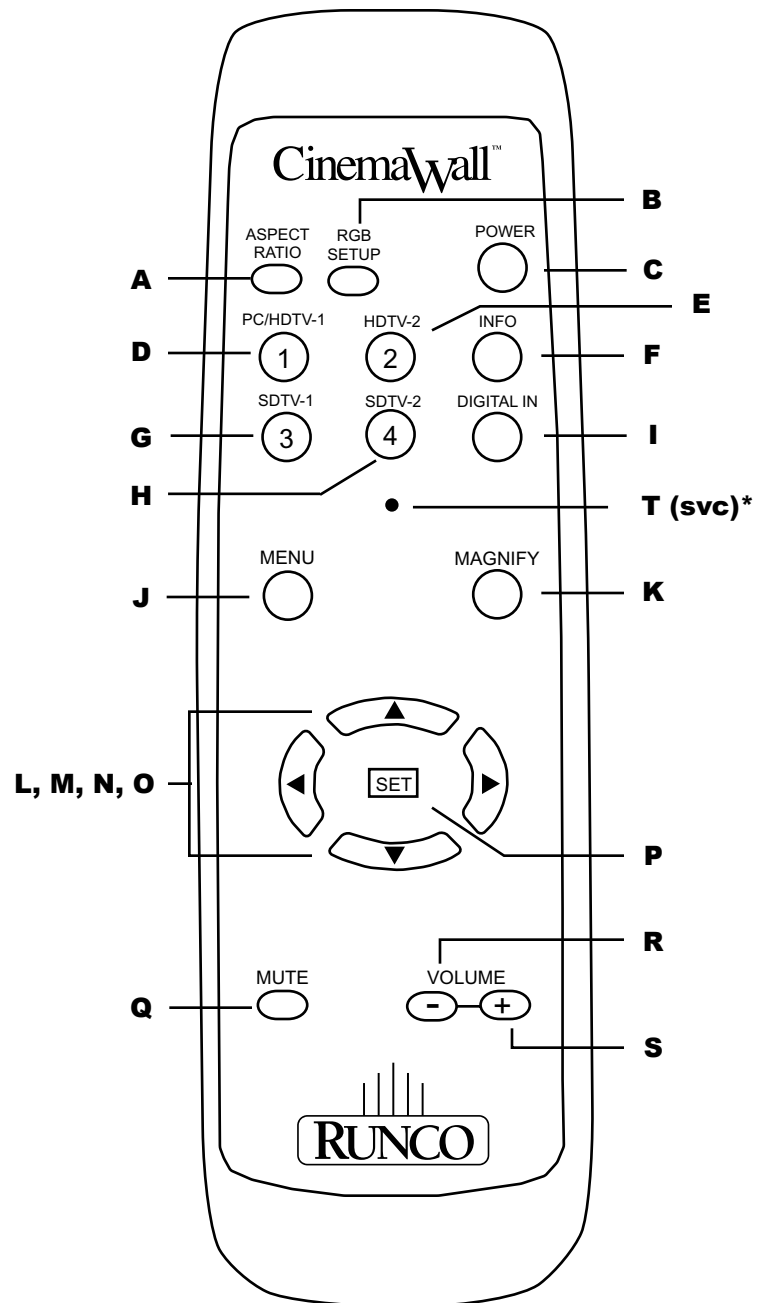 CinemaWall™
B
ASPECT
RATIO
RGB
SETUP
POWER
A
C
E
PC/HDTV-1
HDTV-2
INFO
D
1
2
F
SDTV-1
SDTV-2
DIGITAL IN
G
3
4
I
H
T (svc)*
MENU
MAGNIFY
J
K
L, M, N, O
SET
P
R
MUTE
VOLUME
Q
- +
S
RUNCO